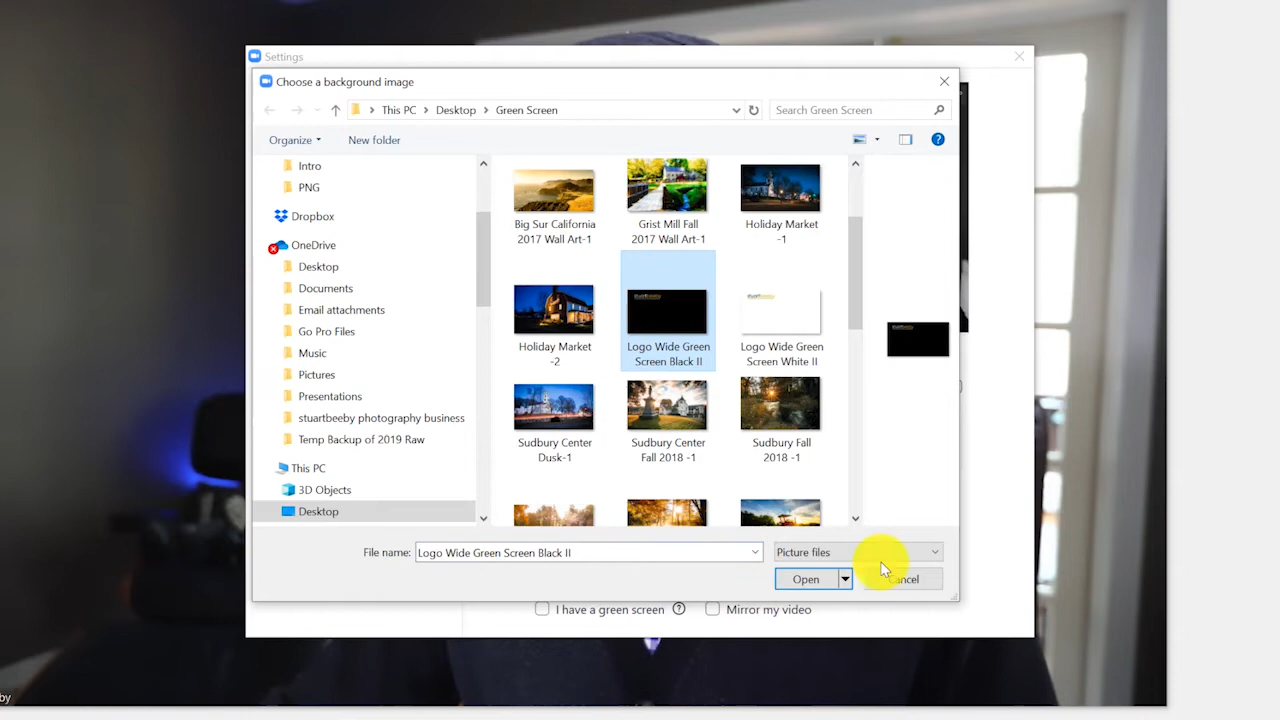 Settings
Choose a background image
This PC
Desktop
Green Screen
Search Green Screen
Organize
New folder
?
Intro
PNG
Dropbox
OneDrive
Desktop
Documents
Email attachments
Go Pro Files
Music
Pictures
Presentations
stuartbeeby photography business
Temp Backup of 2019 Raw
This PC
3D Objects
Desktop
Big Sur California
2017 Wall Art-1
Grist Mill Fall
2017 Wall Art-1
Holiday Market
-1
Holiday Market
-2
Logo Wide Green
Screen Black II
Logo Wide Green
Screen White II
Sudbury Center
Dusk-1
Sudbury Center
Fall 2018 -1
Sudbury Fall
2018 -1
File name:
Logo Wide Green Screen Black II
Picture files
Open
Cancel
I have a green screen
?
Mirror my video
by